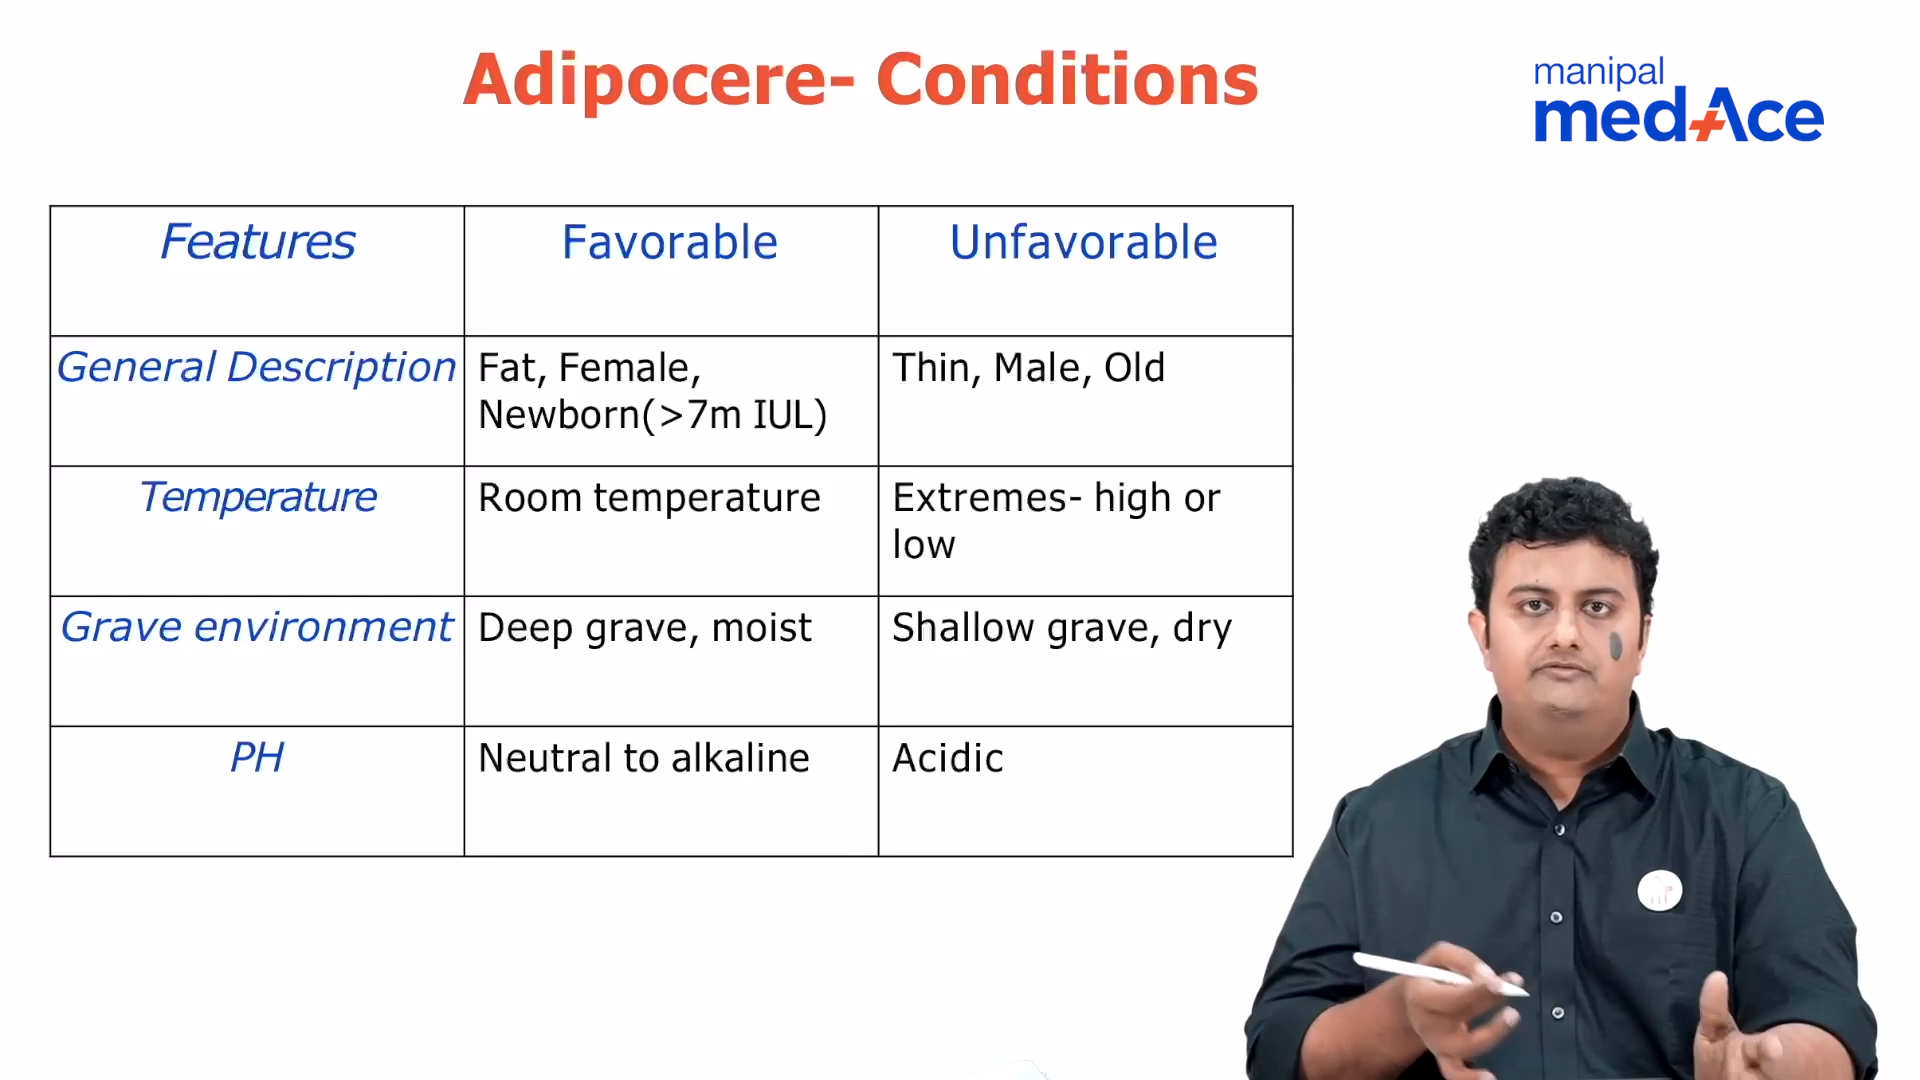 Adipocere- Conditions
manipal
medAce
Features
Favorable
Unfavorable
General Description
Fat, Female,
Newborn(>7m IUL)
Thin, Male, Old
Temperature
Room temperature
Extremes- high or
low
Grave environment
Deep grave, moist
Shallow grave, dry
PH
Neutral to alkaline
Acidic